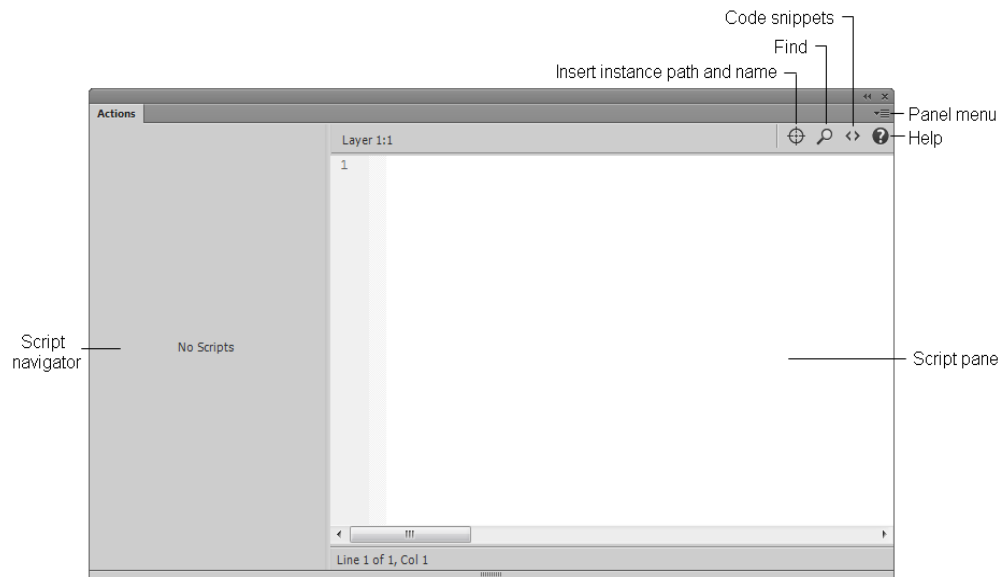 Code snippets
Find
Insert instance path and name
Actions
Panel menu
Layer 1:1
Help
1
Script
navigator
No Scripts
Script pane
Line 1 of 1, Col 1